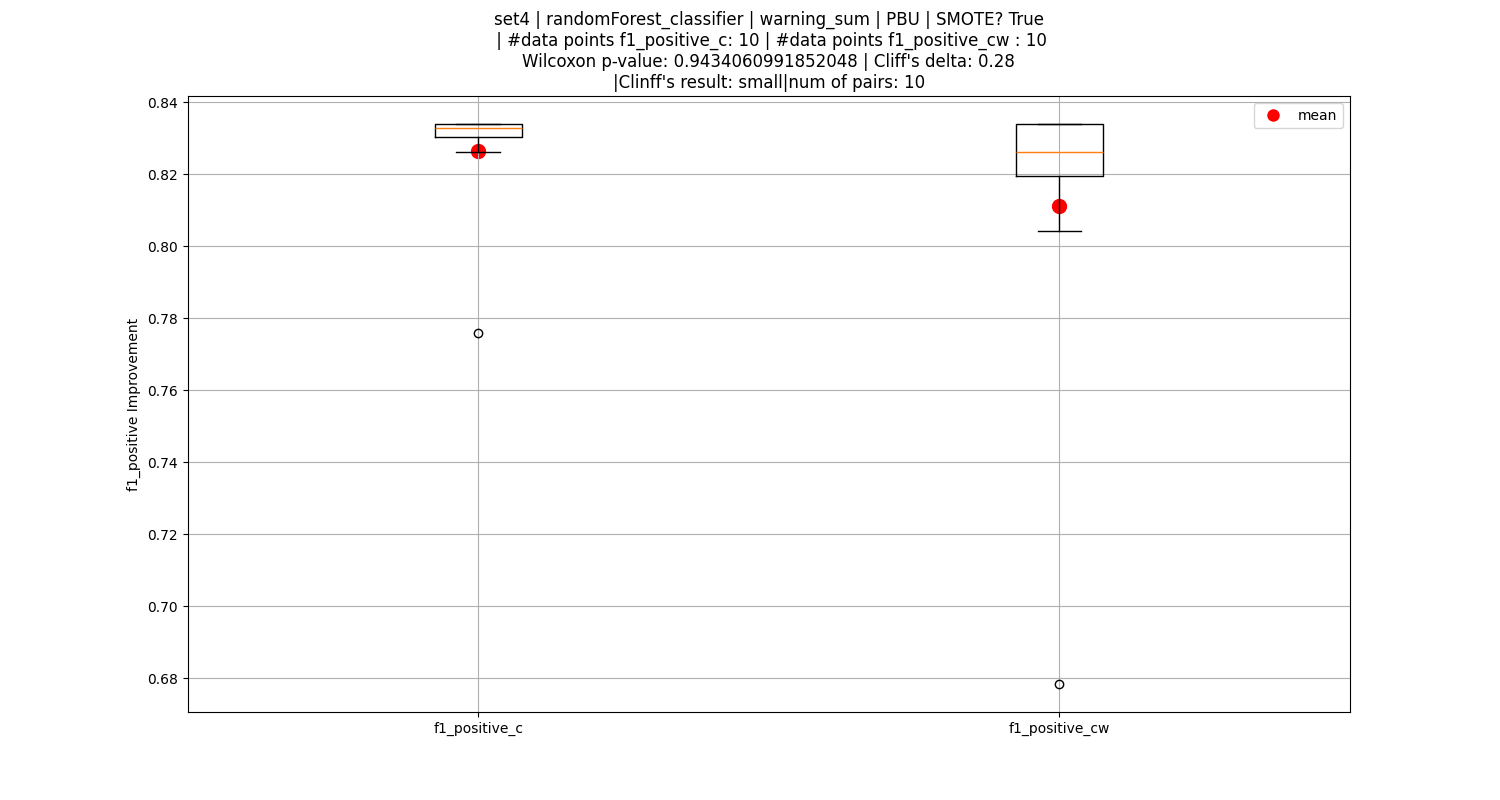 set4 | randomForest_classifier | warning_sum | PBU | SMOTE? True
| #data points f1_positive_c: 10 | #data points f1_positive_cw : 10
Wilcoxon p-value: 0.9434060991852048 | Cliff's delta: 0.28
|Clinff's result: small|num of pairs: 10
mean
f1_positive Improvement
0.84
0.82
0.80
0.78
0.76
0.74
0.72
0.70
0.68
f1_positive_c
f1_positive_cw